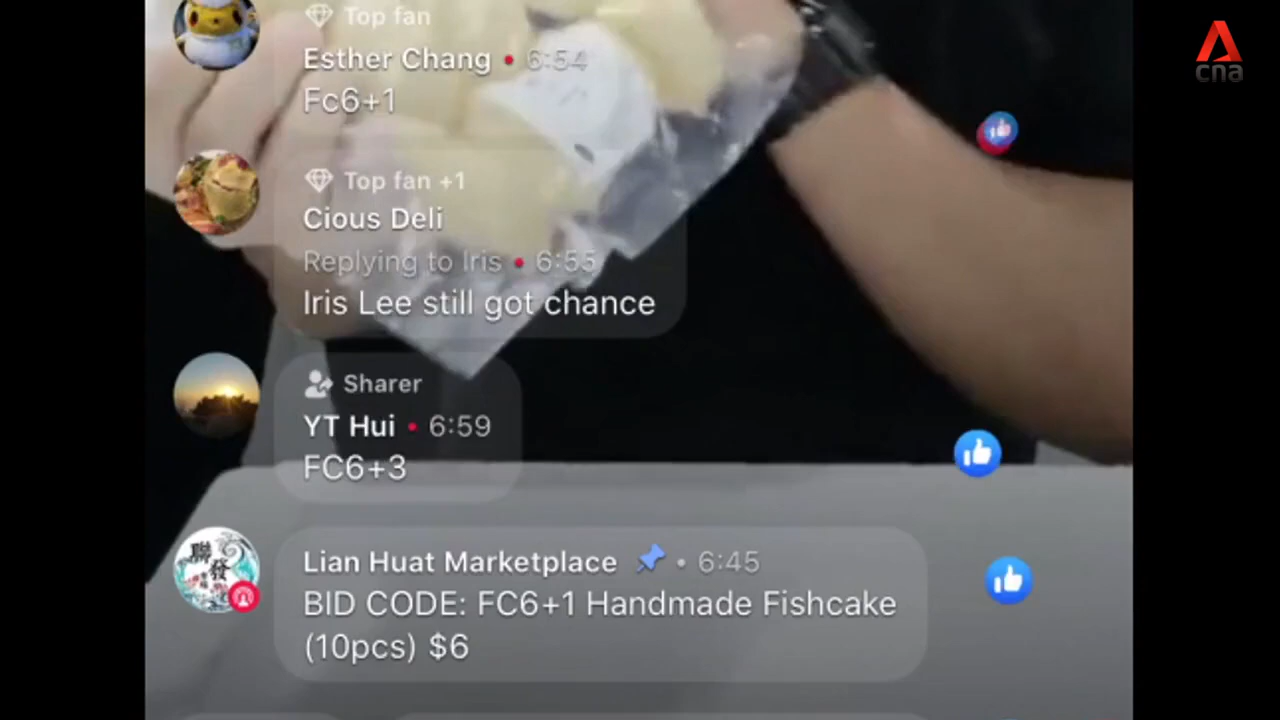 Top fan
Esther Chang • 6:54
Fc6+1
Top fan +1
Cious Deli
Replying to Iris • 6:55
Iris Lee still got chance
Sharer
YT Hui • 6:59
FC6+3
聯發
Lian Huat Marketplace • 6:45
BID CODE: FC6+1 Handmade Fishcake
(10pcs) $6
cna